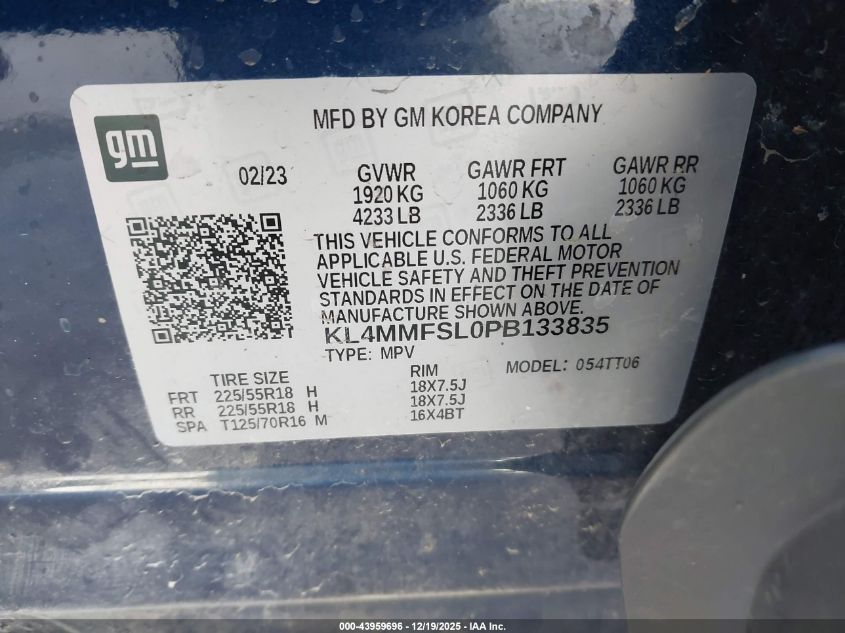 gm
MFD BY GM KOREA COMPANY
02/23
GVWR GAWR FRT GAWR RR
1920 KG 1060 KG 1060 KG
4233 LB 2336 LB 2336 LB
THIS VEHICLE CONFORMS TO ALL
APPLICABLE U.S. FEDERAL MOTOR
VEHICLE SAFETY AND THEFT PREVENTION
STANDARDS IN EFFECT ON THE DATE OF
MANUFACTURE SHOWN ABOVE.
KL4MMFSL0PB133835
TYPE: MPV
MODEL: 054TT06
TIRE SIZE RIM
FRT 225/55R18 H 18X7.5J
RR 225/55R18 H 18X7.5J
SPA T125/70R16 M 16X4BT
000-43959696 - 12/19/2025 - IAA Inc.